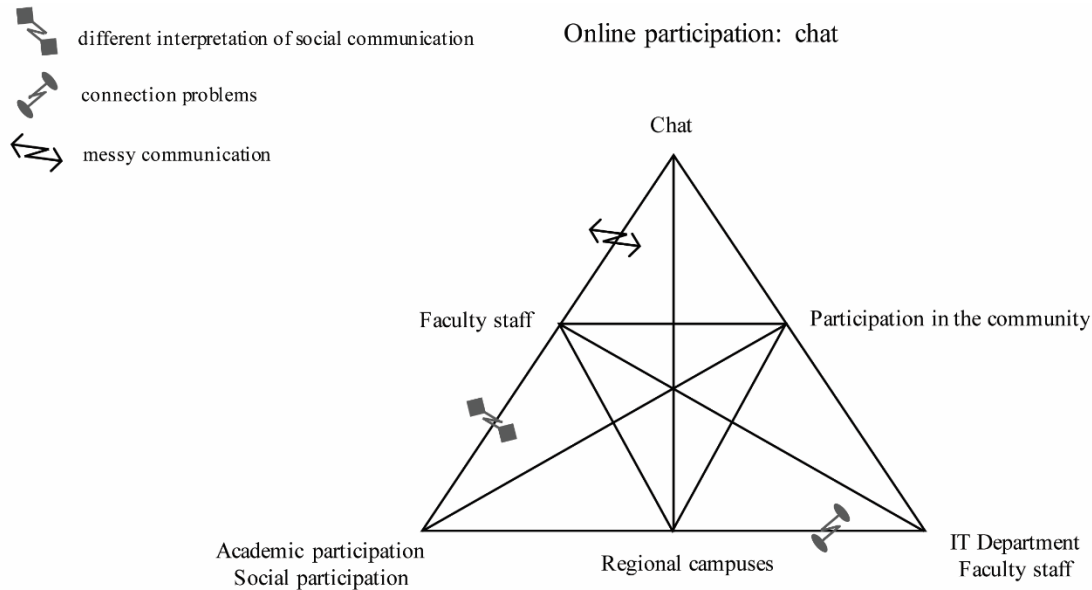 different interpretation of social communication
connection problems
messy communication
Online participation: chat
Chat
Faculty staff
Participation in the community
Academic participation
Social participation
Regional campuses
IT Department
Faculty staff